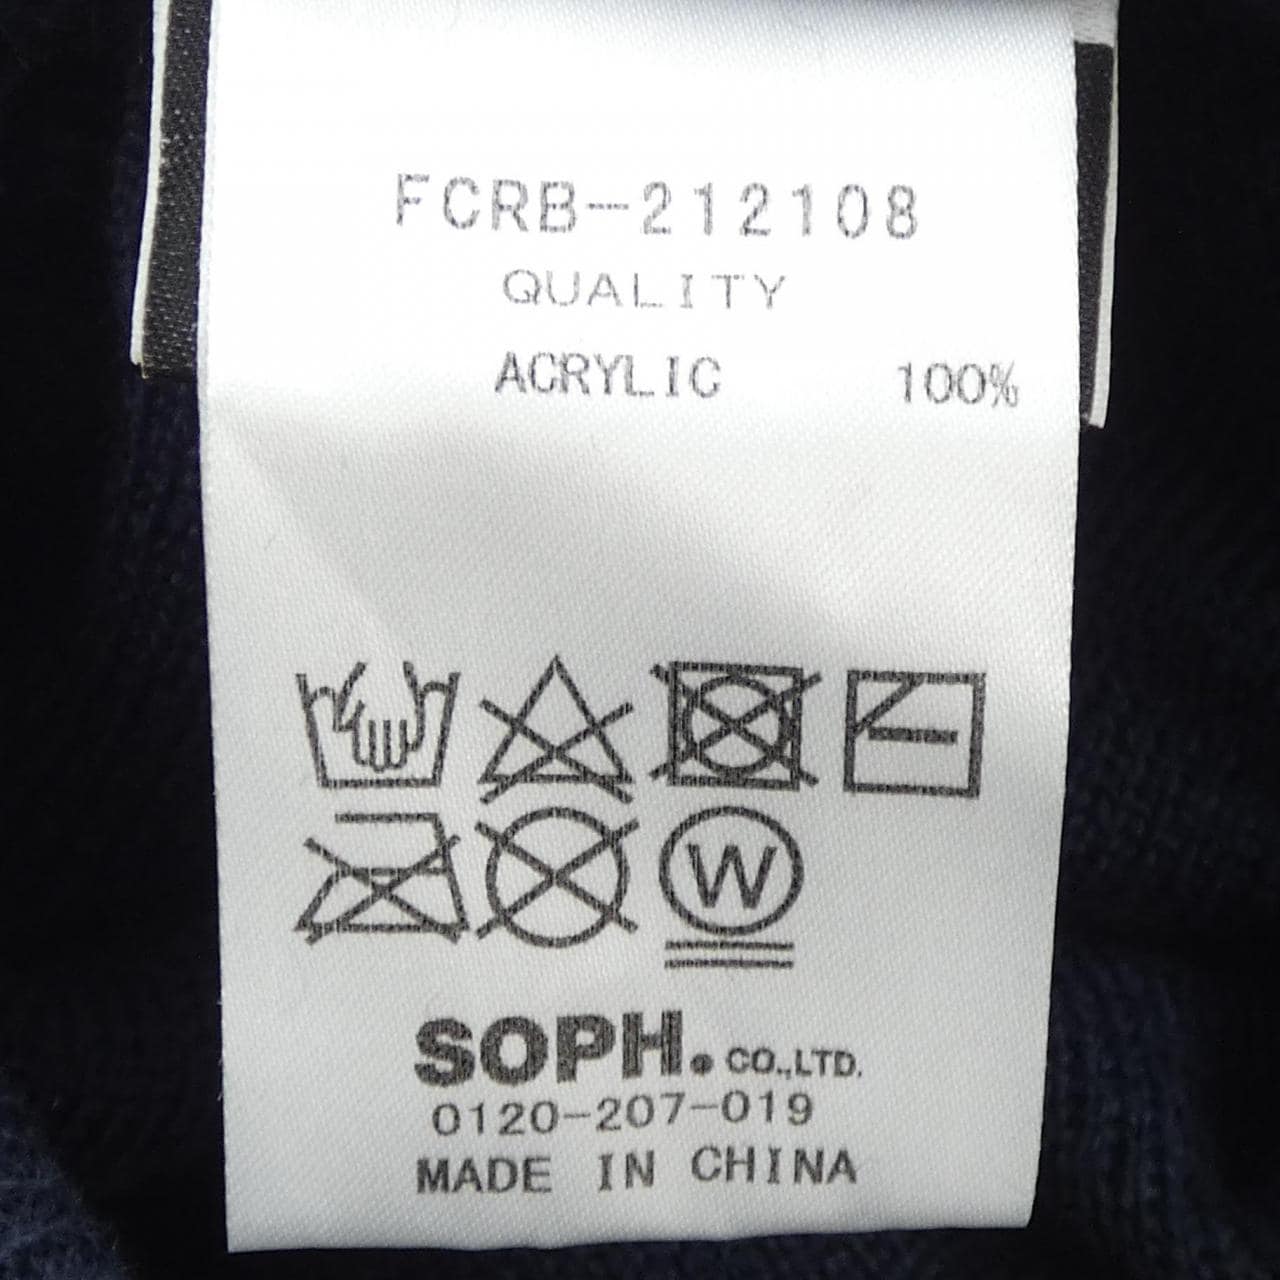 FCRB-212108
QUALITY
ACRYLIC 100%
W
SOPH. CO.,LTD.
0120-207-019
MADE IN CHINA